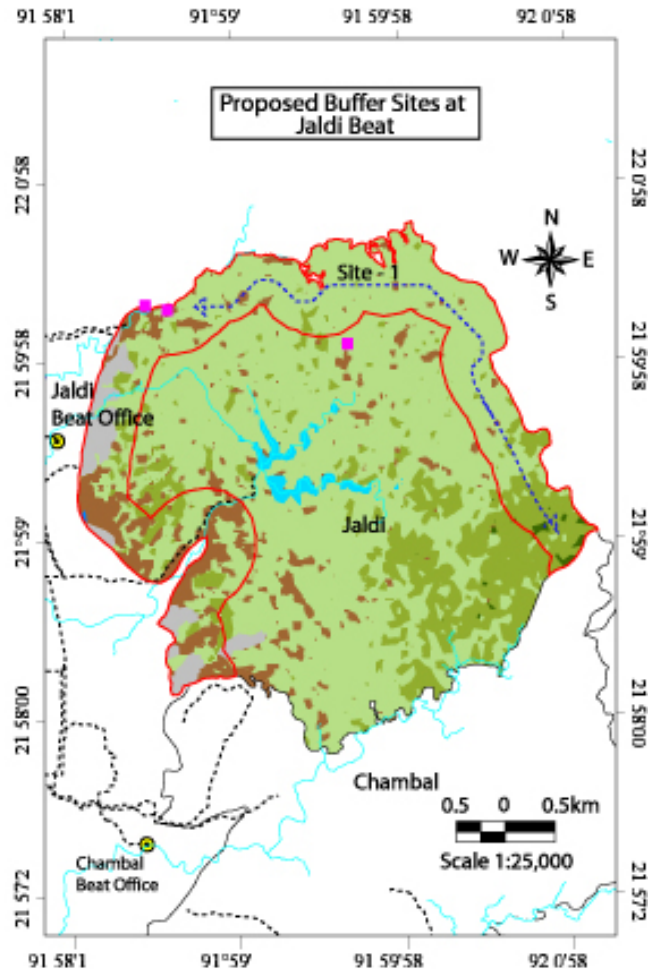 91 58'1 91°59' 91 59'58 92 0'58
Proposed Buffer Sites at
Jaldi Beat
22 0'58 22 0'58
N
W E
S
Site - 1
21 59'58 21 59'58
Jaldi
Beat Office
21°59' 21°59'
Jaldi
21 58'00 21 58'00
Chambal
0.5 0 0.5km
Scale 1:25,000
Chambal
Beat Office
21 57'2 21 57'2
91 58'1 91°59' 91 59'58 92 0'58